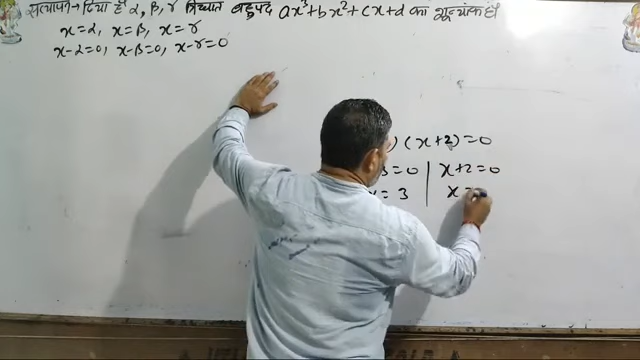 सत्यापन→ दिया है α, β, γ त्रिघात बहुपद ax³+bx²+cx+d का शून्यांक है
x=α, x=β, x=γ
x-α=0, x-β=0, x-γ=0
)(x+2)=0
3=0 | x+2=0
= 3 | x=